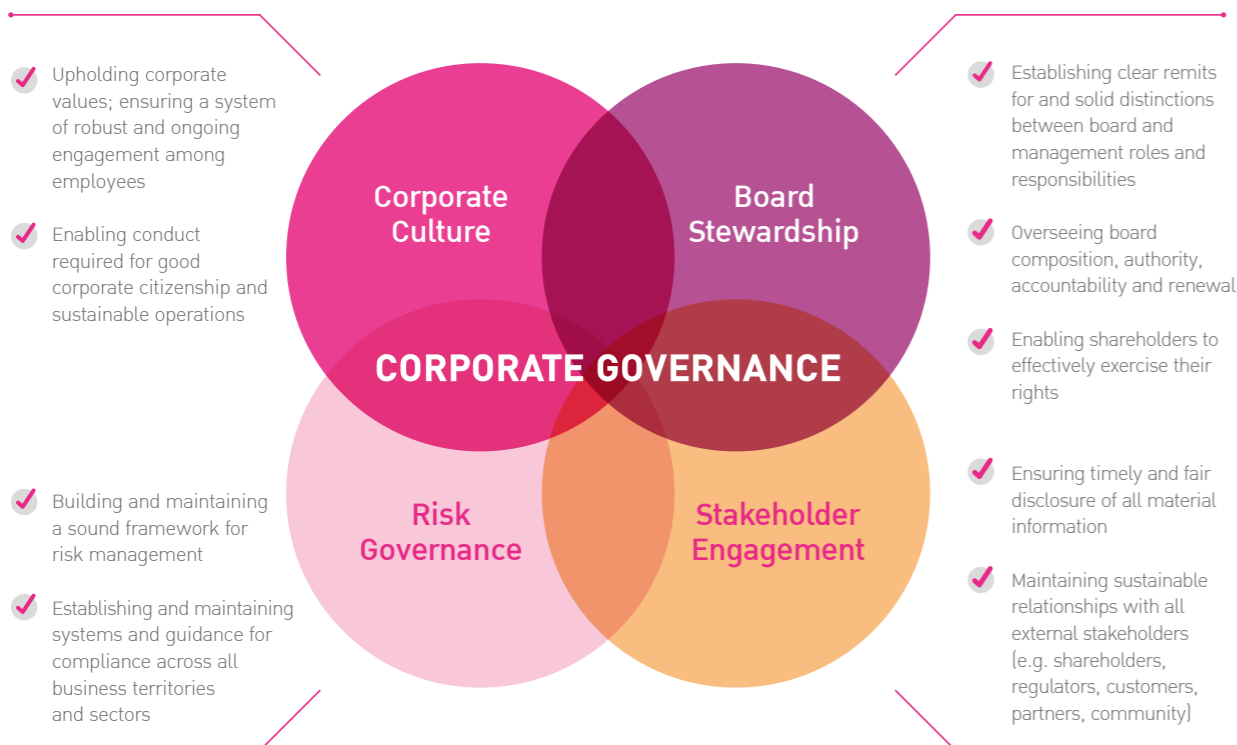 Upholding corporate
values; ensuring a system
of robust and ongoing
engagement among
employees
Enabling conduct
required for good
corporate citizenship and
sustainable operations
Building and maintaining
a sound framework for
risk management
Establishing and maintaining
systems and guidance for
compliance across all
business territories
and sectors
Corporate
Culture
Board
Stewardship
CORPORATE GOVERNANCE
Risk
Governance
Stakeholder
Engagement
Establishing clear remits
for and solid distinctions
between board and
management roles and
responsibilities
Overseeing board
composition, authority,
accountability and renewal
Enabling shareholders to
effectively exercise their
rights
Ensuring timely and fair
disclosure of all material
information
Maintaining sustainable
relationships with all
external stakeholders
(e.g. shareholders,
regulators, customers,
partners, community)